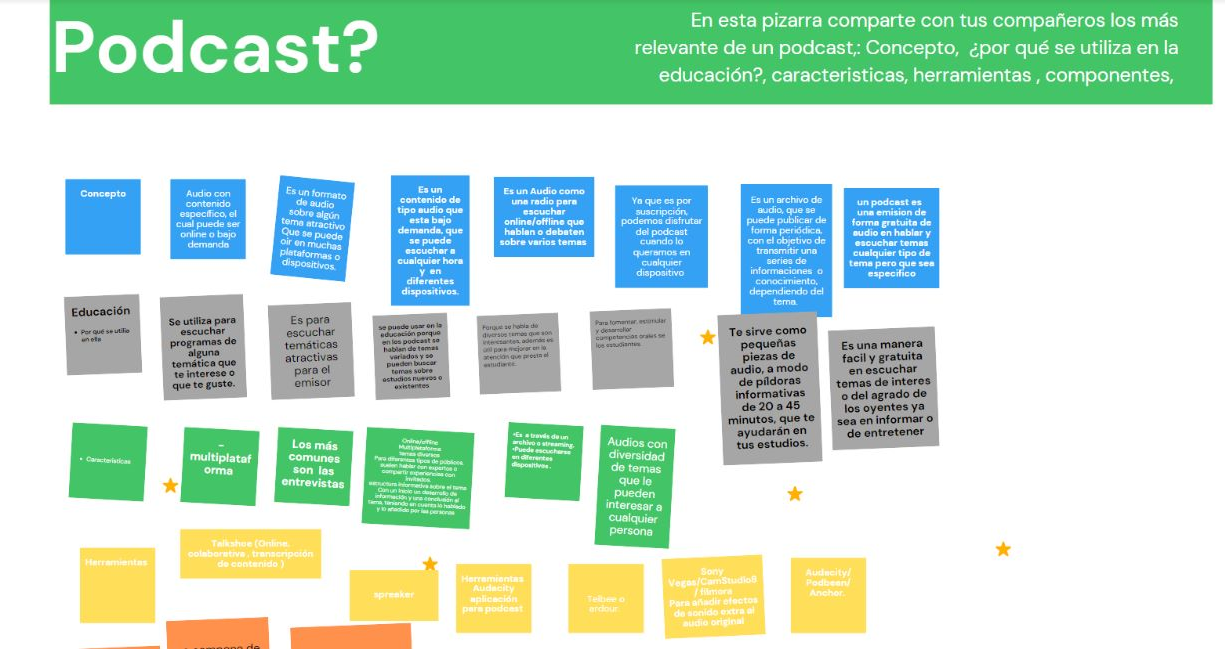 Podcast?
En esta pizarra comparte con tus compañeros los más
relevante de un podcast,: Concepto, ¿por qué se utiliza en la
educación?, caracteristicas, herramientas , componentes,
Concepto
Audio con
contenido
específico, el
cual puede ser
online o bajo
demanda
Es un formato
de audio
sobre algún
tema atractivo
Que se puede
oir en muchas
plataformas o
dispositivos.
Es un
contenido de
tipo audio que
esta bajo
demanda, que
se puede
escuchar a
cualquier hora
y en
diferentes
dispositivos.
Es un Audio como
una radio para
escuchar
online/offline que
hablan o debaten
sobre varios temas
Ya que es por
suscripción,
podemos disfrutar
del podcast
cuando lo
queramos en
cualquier
dispositivo
Es un archivo de
audio, que se
puede publicar de
forma periódica,
con el objetivo de
transmitir una
series de
informaciones o
conocimiento,
dependiendo del
tema.
un podcast es
una emision de
forma gratuita de
audio en hablar y
escuchar temas
cualquier tipo de
tema pero que sea
especifico
Educación
• Por qué se utiliza
en ella
Se utiliza para
escuchar
programas de
alguna
temática que
te interese o
que te guste.
Es para
escuchar
temáticas
atractivas
para el
emisor
se puede usar en la
educación porque
en los podcast se
hablan de temas
variados y se
pueden buscar
temas sobre
estudios nuevos o
existantes
Porque se habla de
diversos temas que son
interesantes, además es
útil para mejorar en la
atención que presta el
estudiante.
Para fomentar, estimular
y desarrollar
competencias orales se
los estudiantes.
Te sirve como
pequeñas
piezas de
audio, a modo
de píldoras
informativas
de 20 a 45
minutos, que te
ayudarán en
tus estudios.
Es una manera
facil y gratuita
en escuchar
temas de interes
o del agrado de
los oyentes ya
sea en informar o
de entretener
• Características
–
multiplataf
orma
Los más
comunes
son las
entrevistas
Online/offline
Multiplataforma
temas diversos
Para diferentes tipos de públicos.
suelen hablar con expertos o
compartir experiencias con
invitados.
estructura informativa sobre el tema
Con un inicio un desarrollo de
información y una conclusión al
tema, teniendo en cuenta lo hablado
y lo añadido por las personas
•Es a través de un
archivo o streaming.
•Puede escucharse
en diferentes
dispositivos.
Audios con
diversidad
de temas
que le
pueden
interesar a
cualquier
persona
Herramientas
Talkshoe (Online,
colaborativa , transcripción
de contenido )
spreaker
Herramientas
Audacity
aplicación
para podcast
Telbee o
ardour.
Sony
Vegas/CamStudio8
/ filmora
Para añadir efectos
de sonido extra al
audio original
Audacity/
Podbeen/
Anchor.